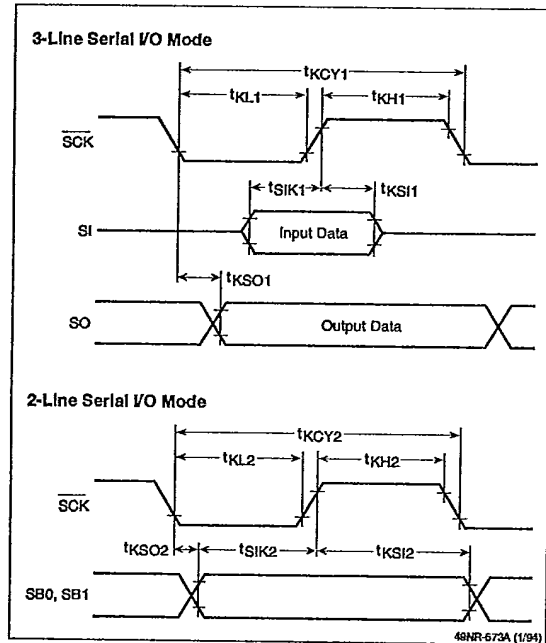 3-Line Serial I/O Mode
tKCY1
tKL1
tKH1
SCK
tSIK1
tKSI1
SI
Input Data
tKSO1
SO
Output Data
2-Line Serial I/O Mode
tKCY2
tKL2
tKH2
SCK
tKSO2
tSIK2
tKSI2
SB0, SB1
49NR-673A (1/94)